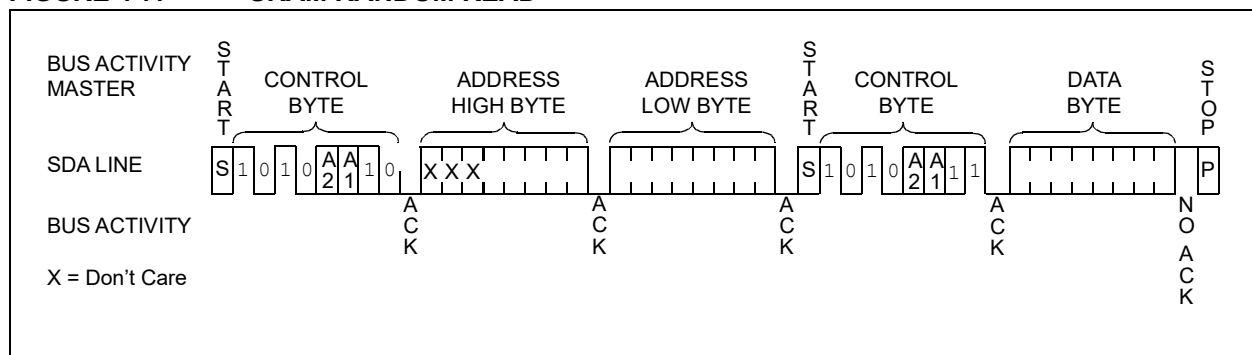 FIGURE SRAM RANDOM READ
BUS ACTIVITY
MASTER
START
CONTROL
BYTE
ADDRESS
HIGH BYTE
ADDRESS
LOW BYTE
START
CONTROL
BYTE
DATA
BYTE
STOP
SDA LINE
S 1 0 1 0 A2 A1 1 0
X X X
S 1 0 1 0 A2 A1 1 1
P
BUS ACTIVITY
ACK
ACK
ACK
ACK
NO ACK
X = Don't Care